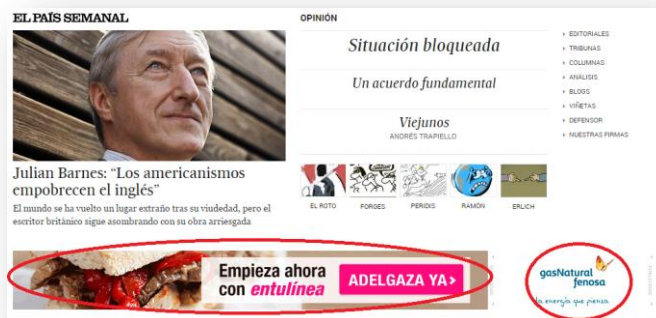 EL PAÍS SEMANAL
Julian Barnes: “Los americanismos
empobrecen el inglés”
El mundo se ha vuelto un lugar extraño tras su viudedad, pero el
escritor británico sigue asombrando con su obra arriesgada
OPINIÓN
Situación bloqueada
Un acuerdo fundamental
Viejunos
ANDRÉS TRAPIELLO
EL ROTO FORGES PERIDIS RAMÓN ERLICH
› EDITORIALES
› TRIBUNAS
› COLUMNAS
› ANÁLISIS
› BLOGS
› VIÑETAS
› DEFENSOR
› NUESTRAS FIRMAS
Empieza ahora
con entulínea
ADELGAZA YA›
gasNatural
fenosa
la energía que piensa